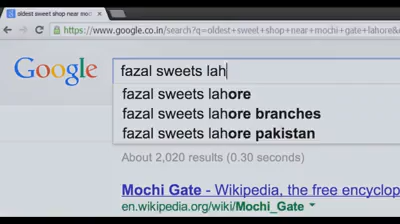 oldest sweet shop near mo
https://www.google.co.in/search?q=oldest+sweet+shop+near+mochi+gate+lahore&
Google
fazal sweets lah
fazal sweets lahore
fazal sweets lahore branches
fazal sweets lahore pakistan
About 2,020 results (0.30 seconds)
Mochi Gate - Wikipedia, the free encyclop
en.wikipedia.org/wiki/Mochi_Gate